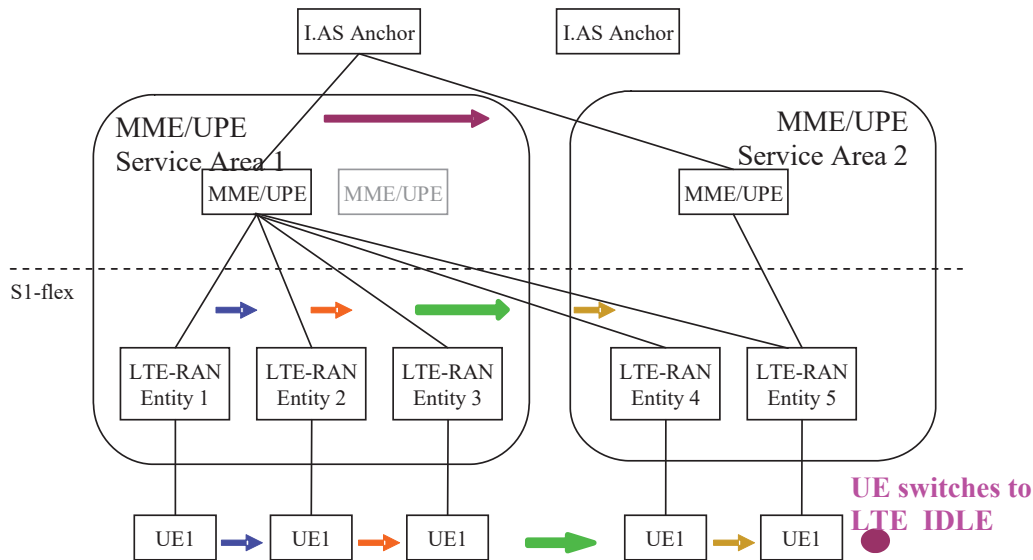 I.AS Anchor
I.AS Anchor
MME/UPE
Service Area 1
MME/UPE
Service Area 2
MME/UPE
MME/UPE
MME/UPE
S1-flex
LTE-RAN
Entity 1
LTE-RAN
Entity 2
LTE-RAN
Entity 3
LTE-RAN
Entity 4
LTE-RAN
Entity 5
UE switches to
LTE_IDLE
UE1
UE1
UE1
UE1
UE1